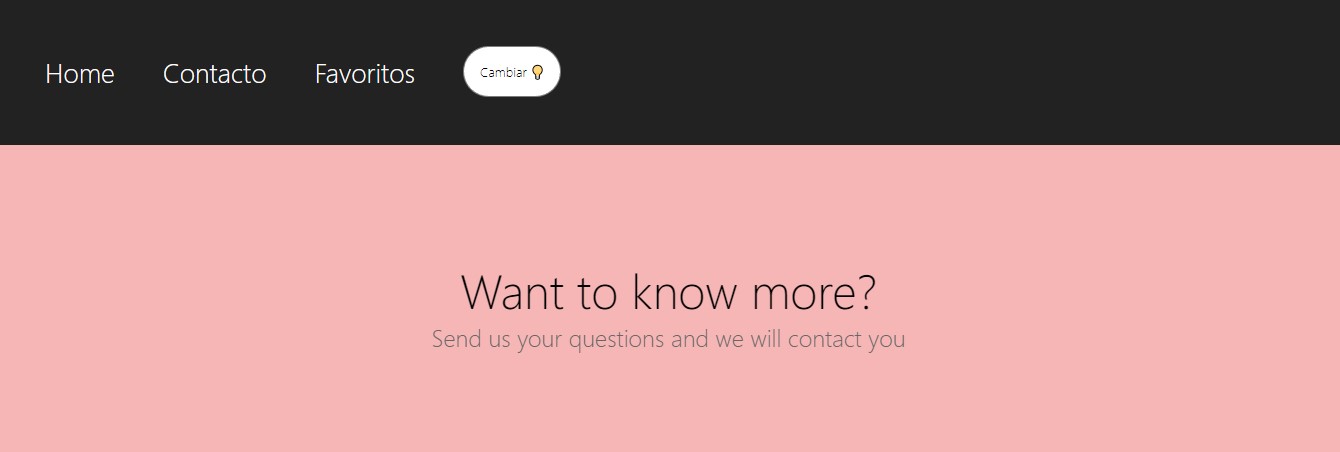 Home Contacto Favoritos Cambiar 💡
Want to know more?
Send us your questions and we will contact you